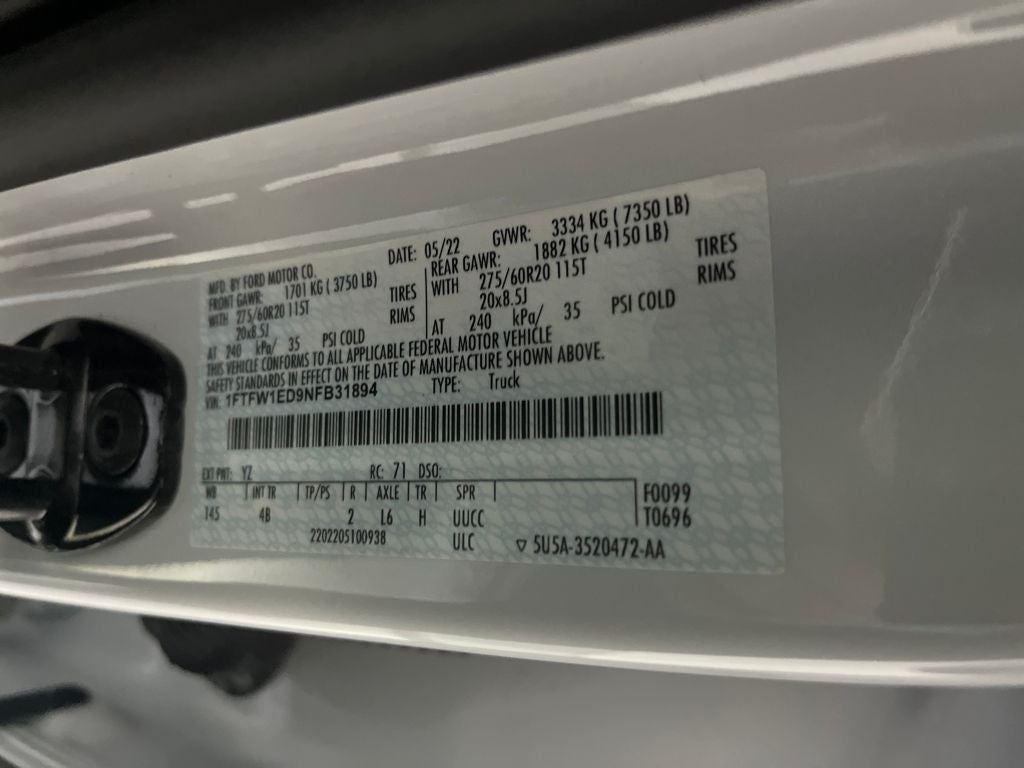 MFD. BY FORD MOTOR CO.
DATE: 05/22 GVWR: 3334 KG ( 7350 LB)
FRONT GAWR: 1701 KG ( 3750 LB)
REAR GAWR: 1882 KG ( 4150 LB)
WITH 275/60R20 115T TIRES
WITH 275/60R20 115T TIRES
20x8.5J RIMS
20x8.5J RIMS
AT 240 kPa/ 35 PSI COLD
AT 240 kPa/ 35 PSI COLD
THIS VEHICLE CONFORMS TO ALL APPLICABLE FEDERAL MOTOR VEHICLE
SAFETY STANDARDS IN EFFECT ON THE DATE OF MANUFACTURE SHOWN ABOVE.
VIN: 1FTFW1ED9NFB31894 TYPE: Truck
EXT PNT: YZ RC: 71 DSO:
WB | INT TR | TP/PS | R | AXLE | TR | SPR | F0099
145 4B 2 L6 H UUCC T0696
2202205100938 ULC ▽ 5U5A-3520472-AA